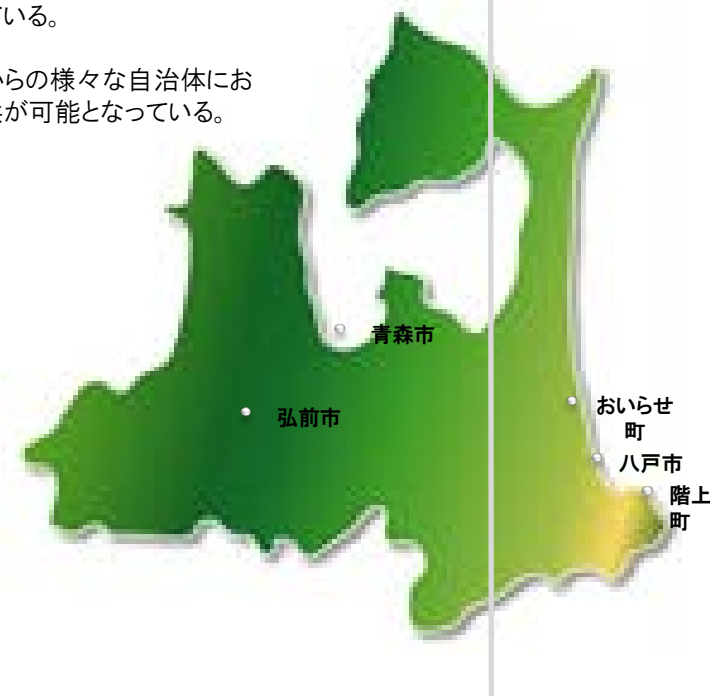 いる。
らの様々な自治体にお
が可能となっている。
青森市
弘前市
おいらせ
町
八戸市
階上
町